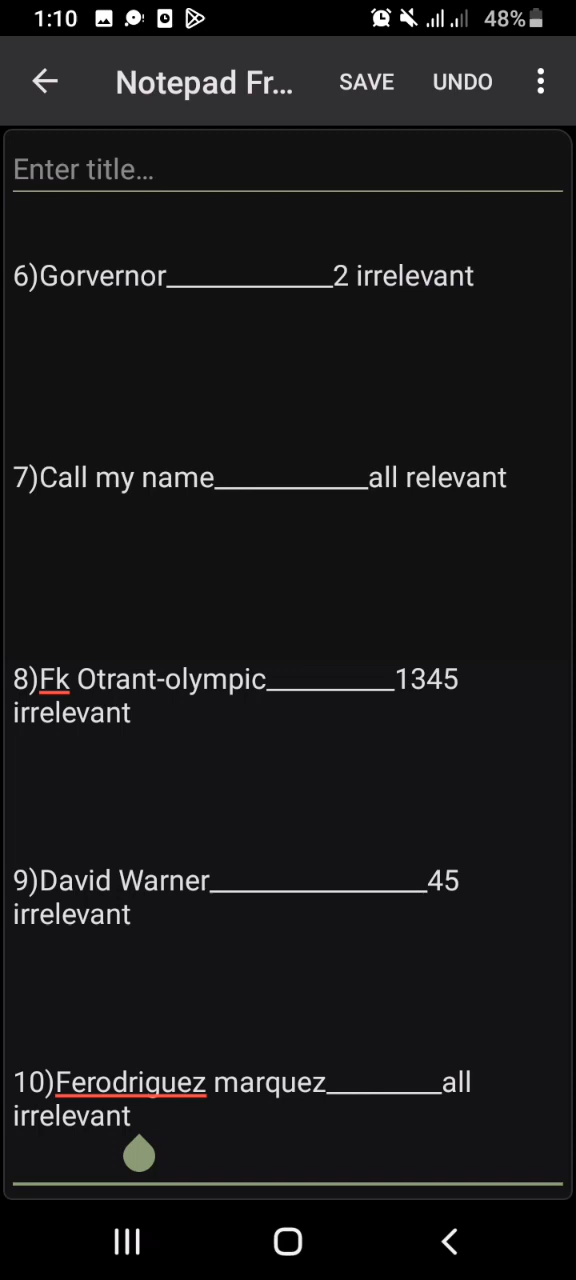 1:10 48%
Notepad Fr... SAVE UNDO
Enter title...
6)Gorvernor____________2 irrelevant
7)Call my name___________all relevant
8)Fk Otrant-olympic_________1345
irrelevant
9)David Warner________________45
irrelevant
10)Ferodriguez marquez________all
irrelevant